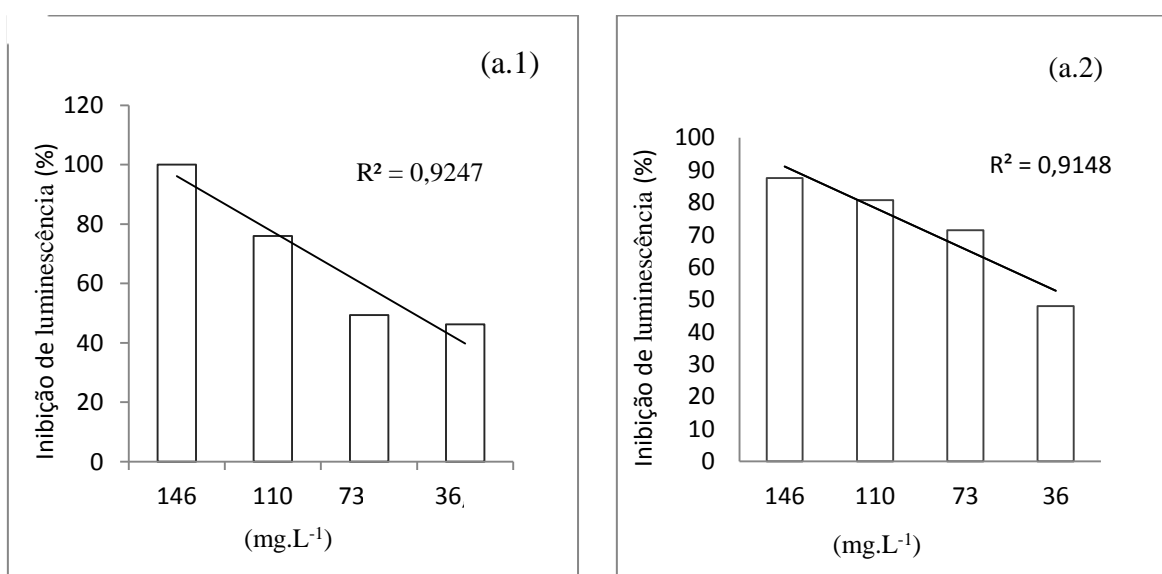 (a.1)
120
100
80
60
40
20
0
Inibição de luminescência (%)
R² = 0,9247
146 110 73 36,
(mg.L⁻¹)
(a.2)
100
90
80
70
60
50
40
30
20
10
0
Inibição de luminescência (%)
R² = 0,9148
146 110 73 36
(mg.L⁻¹)